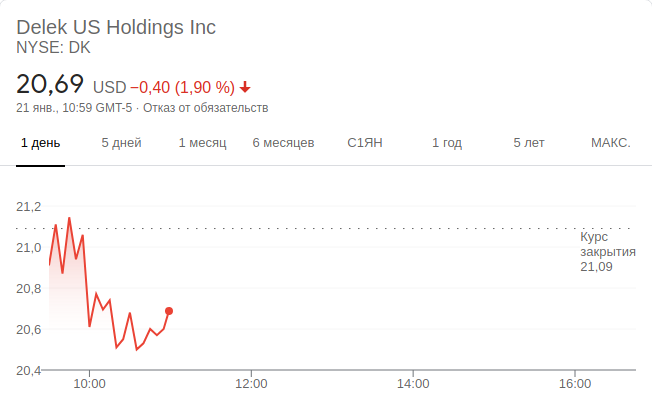 Delek US Holdings Inc
NYSE: DK
20,69 USD −0,40 (1,90 %)
21 янв., 10:59 GMT-5 · Отказ от обязательств
1 день 5 дней 1 месяц 6 месяцев С1ЯН 1 год 5 лет МАКС.
21,2
Курс
закрытия
21,09
21,0
20,8
20,6
20,4
10:00 12:00 14:00 16:00